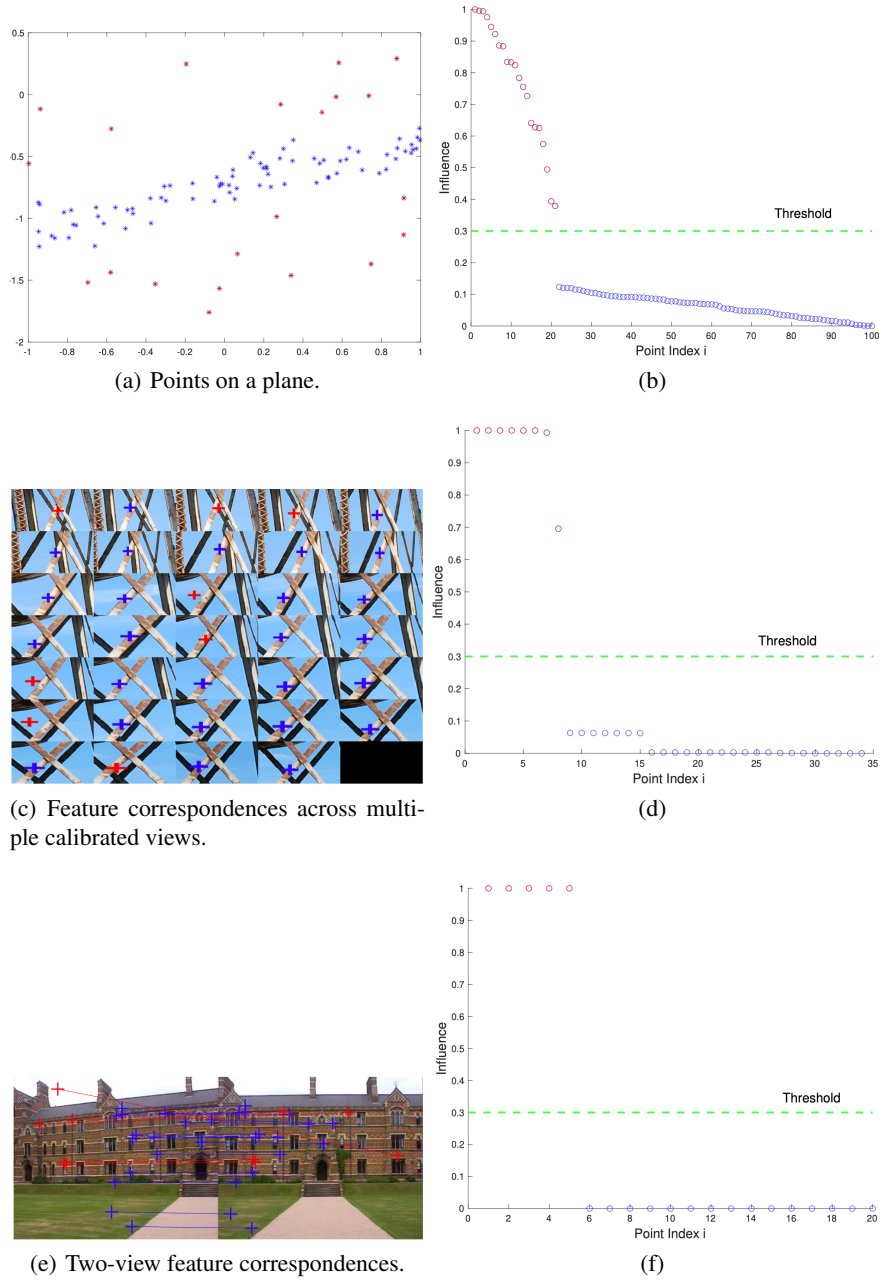 0.5
0
-0.5
-1
-1.5
-2
-1 -0.8 -0.6 -0.4 -0.2 0 0.2 0.4 0.6 0.8 1
(a) Points on a plane.
1
0.9
0.8
0.7
0.6
0.5
0.4
0.3
0.2
0.1
0
Influence
Threshold
0 10 20 30 40 50 60 70 80 90 100
Point Index i
(b)
(c) Feature correspondences across multi-
ple calibrated views.
1
0.9
0.8
0.7
0.6
0.5
0.4
0.3
0.2
0.1
0
Influence
Threshold
0 5 10 15 20 25 30 35
Point Index i
(d)
(e) Two-view feature correspondences.
1
0.9
0.8
0.7
0.6
0.5
0.4
0.3
0.2
0.1
0
Influence
Threshold
0 2 4 6 8 10 12 14 16 18 20
Point Index i
(f)